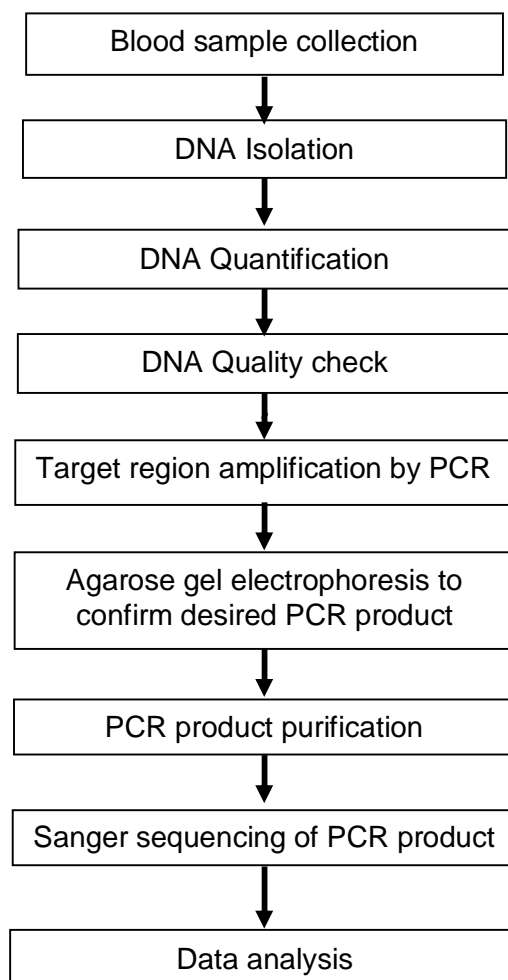 Blood sample collection
DNA Isolation
DNA Quantification
DNA Quality check
Target region amplification by PCR
Agarose gel electrophoresis to
confirm desired PCR product
PCR product purification
Sanger sequencing of PCR product
Data analysis